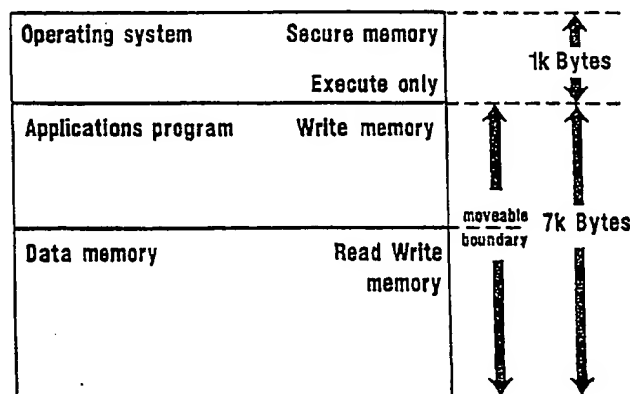 Operating system Secure memory
1k Bytes
Execute only
Applications program Write memory
moveable 7k Bytes
boundary
Data memory Read Write
memory